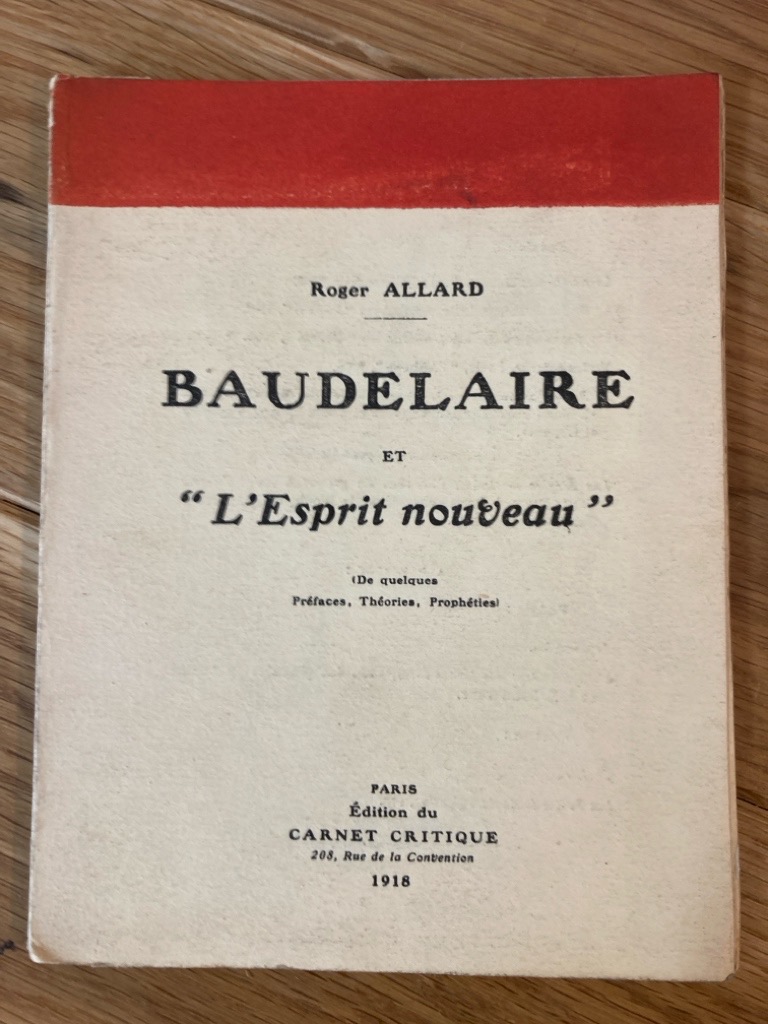 Roger ALLARD
BAUDELAIRE
ET
“ L’Esprit nouveau ”
(De quelques
Préfaces, Théories, Prophéties)
PARIS
Édition du
CARNET CRITIQUE
208, Rue de la Convention
1918